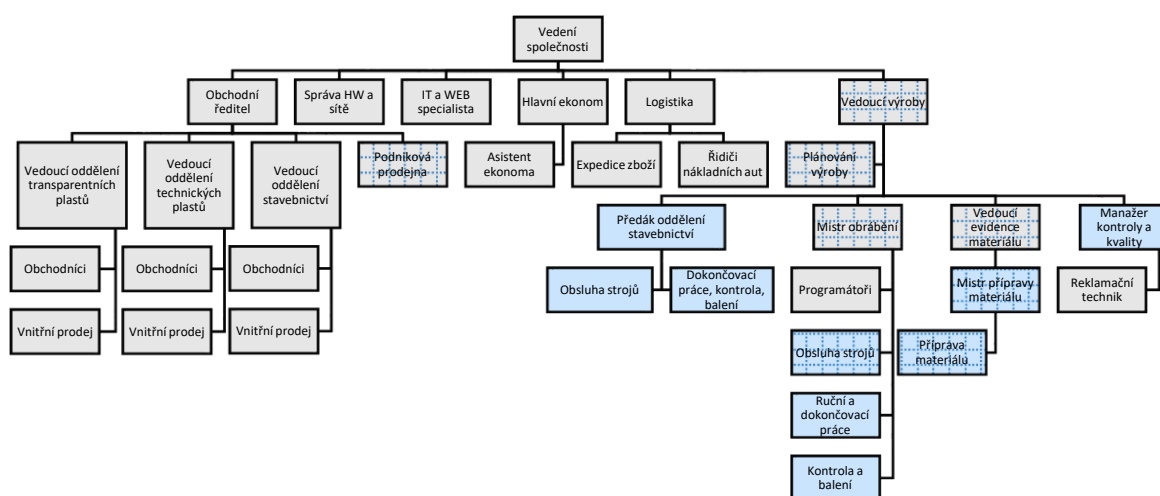 Vedení
společnosti
Obchodní
ředitel
Správa HW a
sítě
IT a WEB
specialista
Hlavní ekonom
Logistika
Vedoucí výroby
Vedoucí oddělení
transparentních
plastů
Vedoucí
oddělení
technických
plastů
Vedoucí
oddělení
stavebnictví
Podníková
prodejna
Asistent
ekonoma
Expedice zboží
Řidiči
nákladních aut
Plánování
výroby
Předák oddělení
stavebnictví
Mistr obrábění
Vedoucí
evidence
materiálu
Manažer
kontroly a
kvality
Obchodníci
Obchodníci
Obchodníci
Obsluha strojů
Dokončovací
práce, kontrola,
balení
Programátoři
Mistr přípravy
materiálu
Reklamační
technik
Vnitřní prodej
Vnitřní prodej
Vnitřní prodej
Obsluha strojů
Příprava
materiálu
Ruční a
dokončovací
práce
Kontrola a
balení